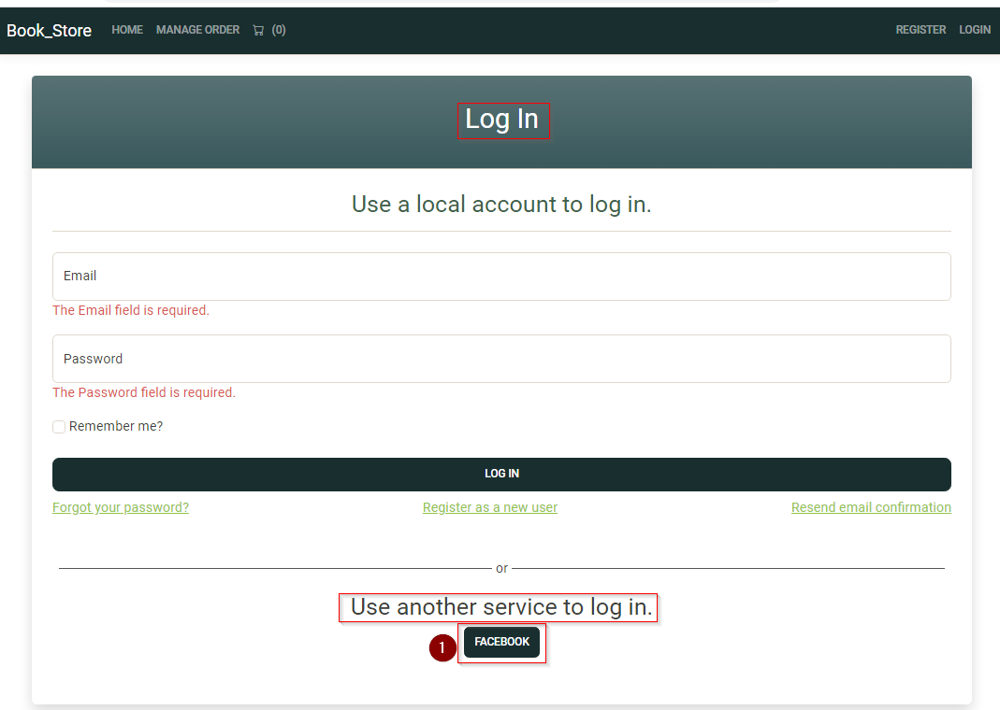 Book_Store HOME MANAGE ORDER (0) REGISTER LOGIN
Log In
Use a local account to log in.
Email
The Email field is required.
Password
The Password field is required.
Remember me?
LOG IN
Forgot your password? Register as a new user Resend email confirmation
or
Use another service to log in.
1 FACEBOOK